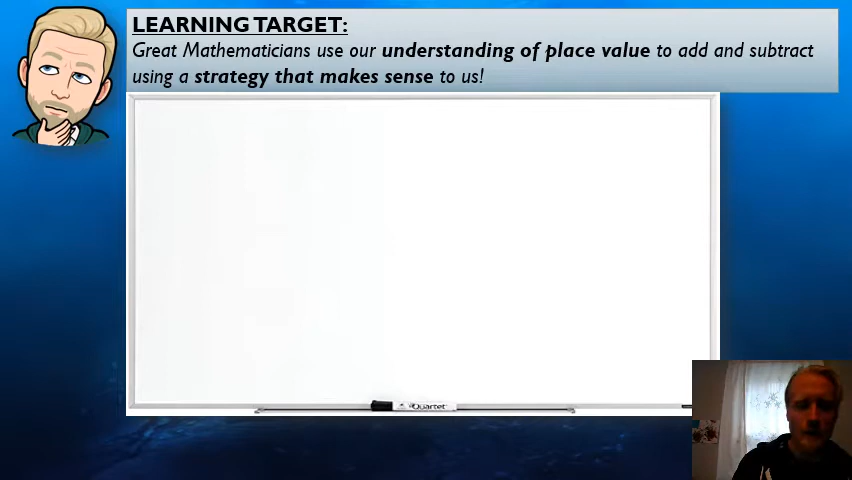 LEARNING TARGET:
Great Mathematicians use our understanding of place value to add and subtract
using a strategy that makes sense to us!
Quartet